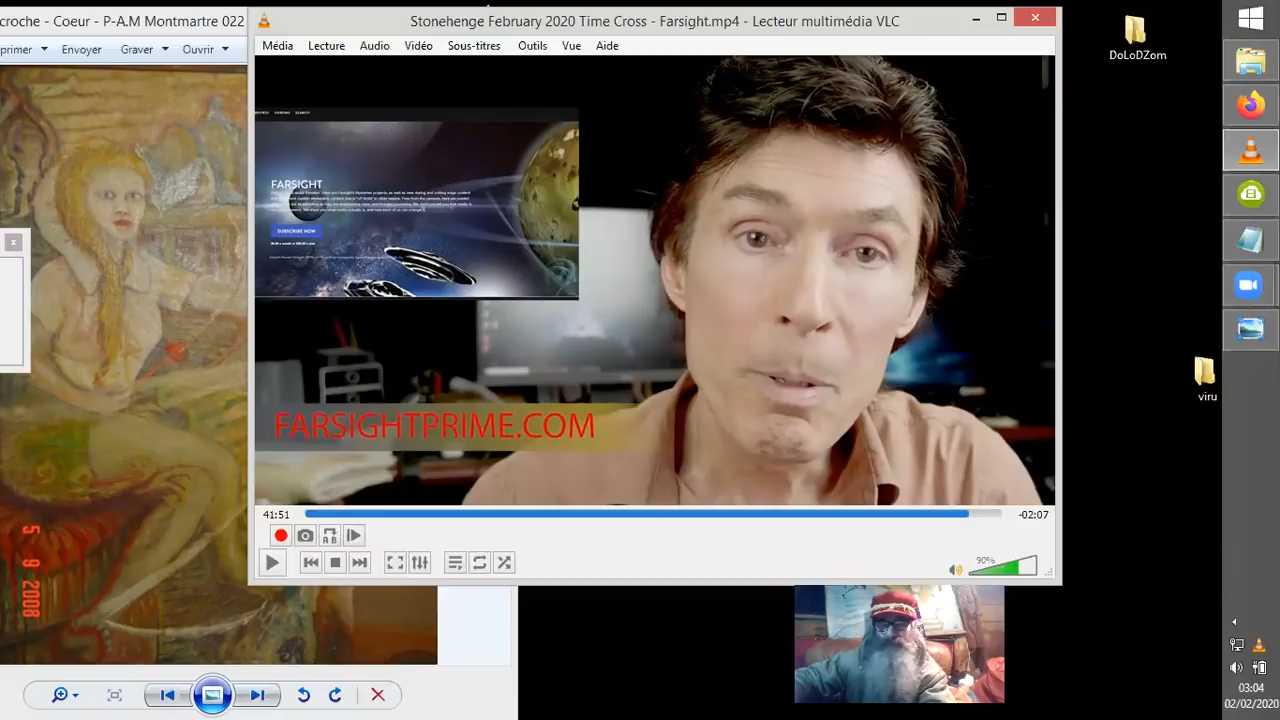 croche - Coeur - P-A.M Montmartre 022
primer Envoyer Graver Ouvrir
Stonehenge February 2020 Time Cross - Farsight.mp4 - Lecteur multimédia VLC
Média Lecture Audio Vidéo Sous-titres Outils Vue Aide
SEARCH
FARSIGHT
SUBSCRIBE NOW
FARSIGHTPRIME.COM
41:51
-02:07
A B
90%
5 9 2008
DoLoDZom
viru
03:04
02/02/2020